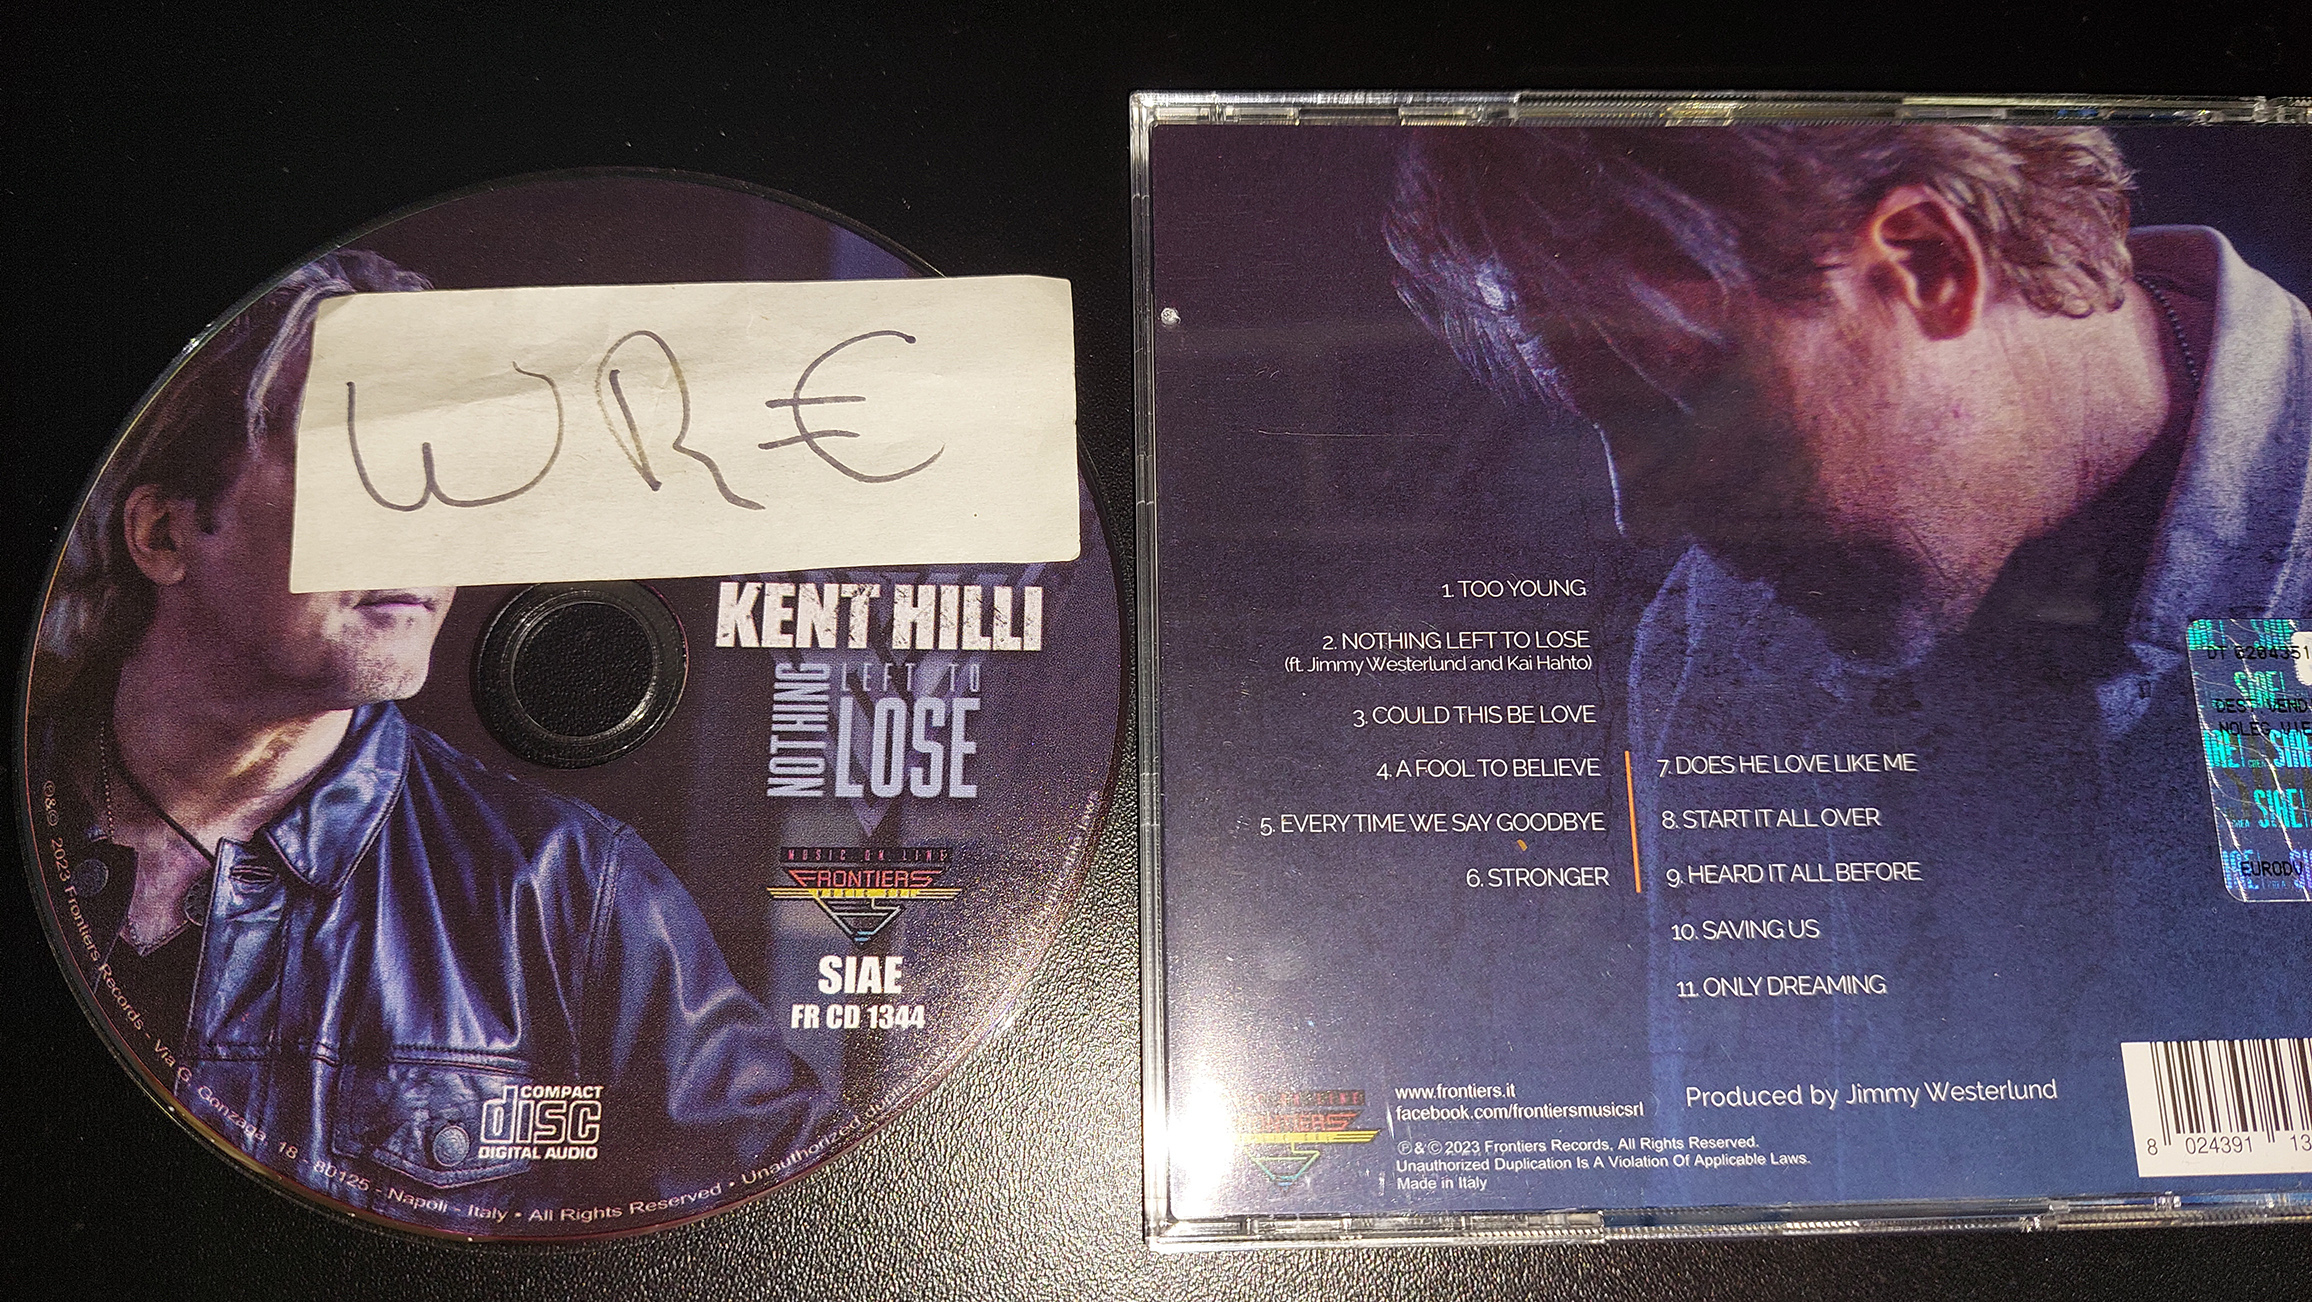 WR€
KENT HILLI
NOTHING
LEFT TO
LOSE
MUSIC ON LINE
FRONTIERS
MUSIC SRL
SIAE
FR CD 1344
COMPACT
disc
DIGITAL AUDIO
℗&© 2023 Frontiers Records - Via G. Gonzaga, 18 - 80125 - Napoli - Italy • All Rights Reserved • Unauthorized
1. TOO YOUNG
2. NOTHING LEFT TO LOSE
(ft. Jimmy Westerlund and Kai Hahto)
3. COULD THIS BE LOVE
4. A FOOL TO BELIEVE
5. EVERY TIME WE SAY GOODBYE
6. STRONGER
7. DOES HE LOVE LIKE ME
8. START IT ALL OVER
9. HEARD IT ALL BEFORE
10. SAVING US
11. ONLY DREAMING
www.frontiers.it
facebook.com/frontiersmusicsrl
Produced by Jimmy Westerlund
℗&© 2023 Frontiers Records, All Rights Reserved.
Unauthorized Duplication Is A Violation Of Applicable Laws.
Made in Italy
SIAE
8 024391 13